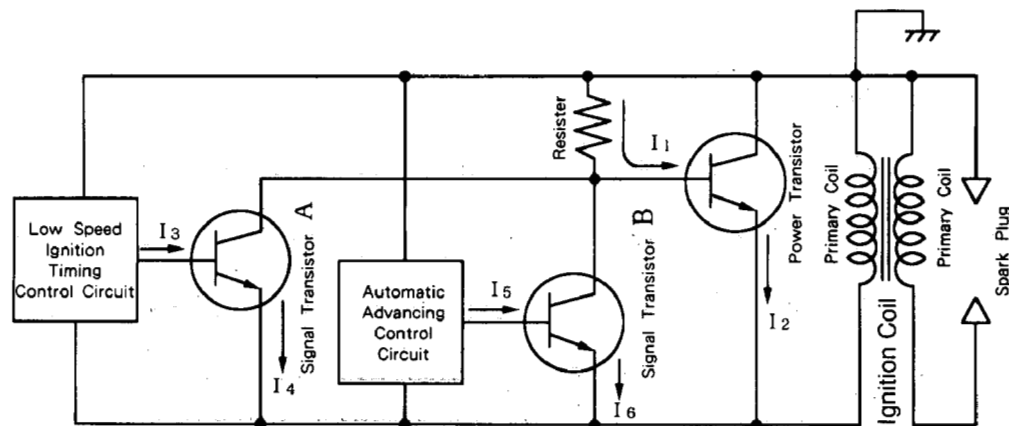 Low Speed
Ignition
Timing
Control Circuit
I3
I4
Signal Transistor
A
Automatic
Advancing
Control
Circuit
I5
I6
Signal Transistor
B
Resister
I1
I2
Power Transistor
Primary Coil
Primary Coil
Ignition Coil
Spark Plug